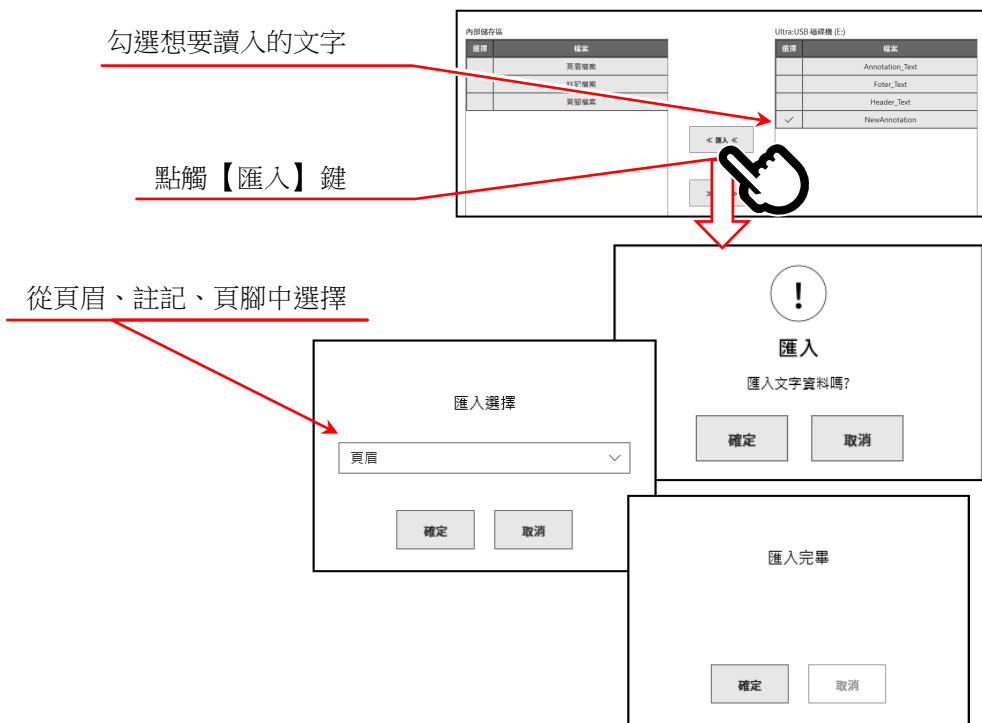 勾選想要讀入的文字
點觸【匯入】鍵
從頁眉、註記、頁腳中選擇
內部儲存區
選擇 檔案
頁眉檔案
註記檔案
頁腳檔案
≪ 匯入 ≪
Ultra:USB 磁碟機 (E:)
選擇 檔案
Annotation_Text
Foter_Text
Header_Text
✓ NewAnnotation
!
匯入
匯入文字資料嗎?
確定 取消
匯入選擇
頁眉
確定 取消
匯入完畢
確定 取消